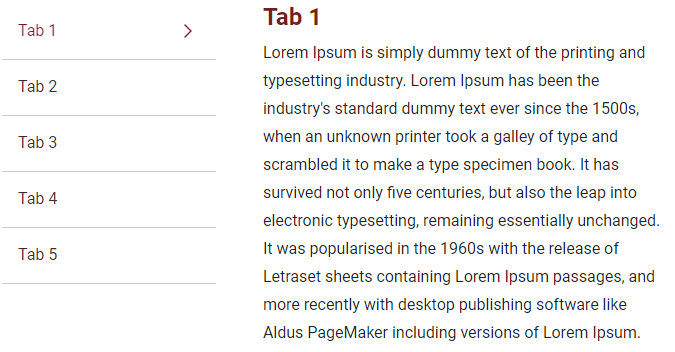 Tab 1
Tab 2
Tab 3
Tab 4
Tab 5
Tab 1
Lorem Ipsum is simply dummy text of the printing and
typesetting industry. Lorem Ipsum has been the
industry's standard dummy text ever since the 1500s,
when an unknown printer took a galley of type and
scrambled it to make a type specimen book. It has
survived not only five centuries, but also the leap into
electronic typesetting, remaining essentially unchanged.
It was popularised in the 1960s with the release of
Letraset sheets containing Lorem Ipsum passages, and
more recently with desktop publishing software like
Aldus PageMaker including versions of Lorem Ipsum.